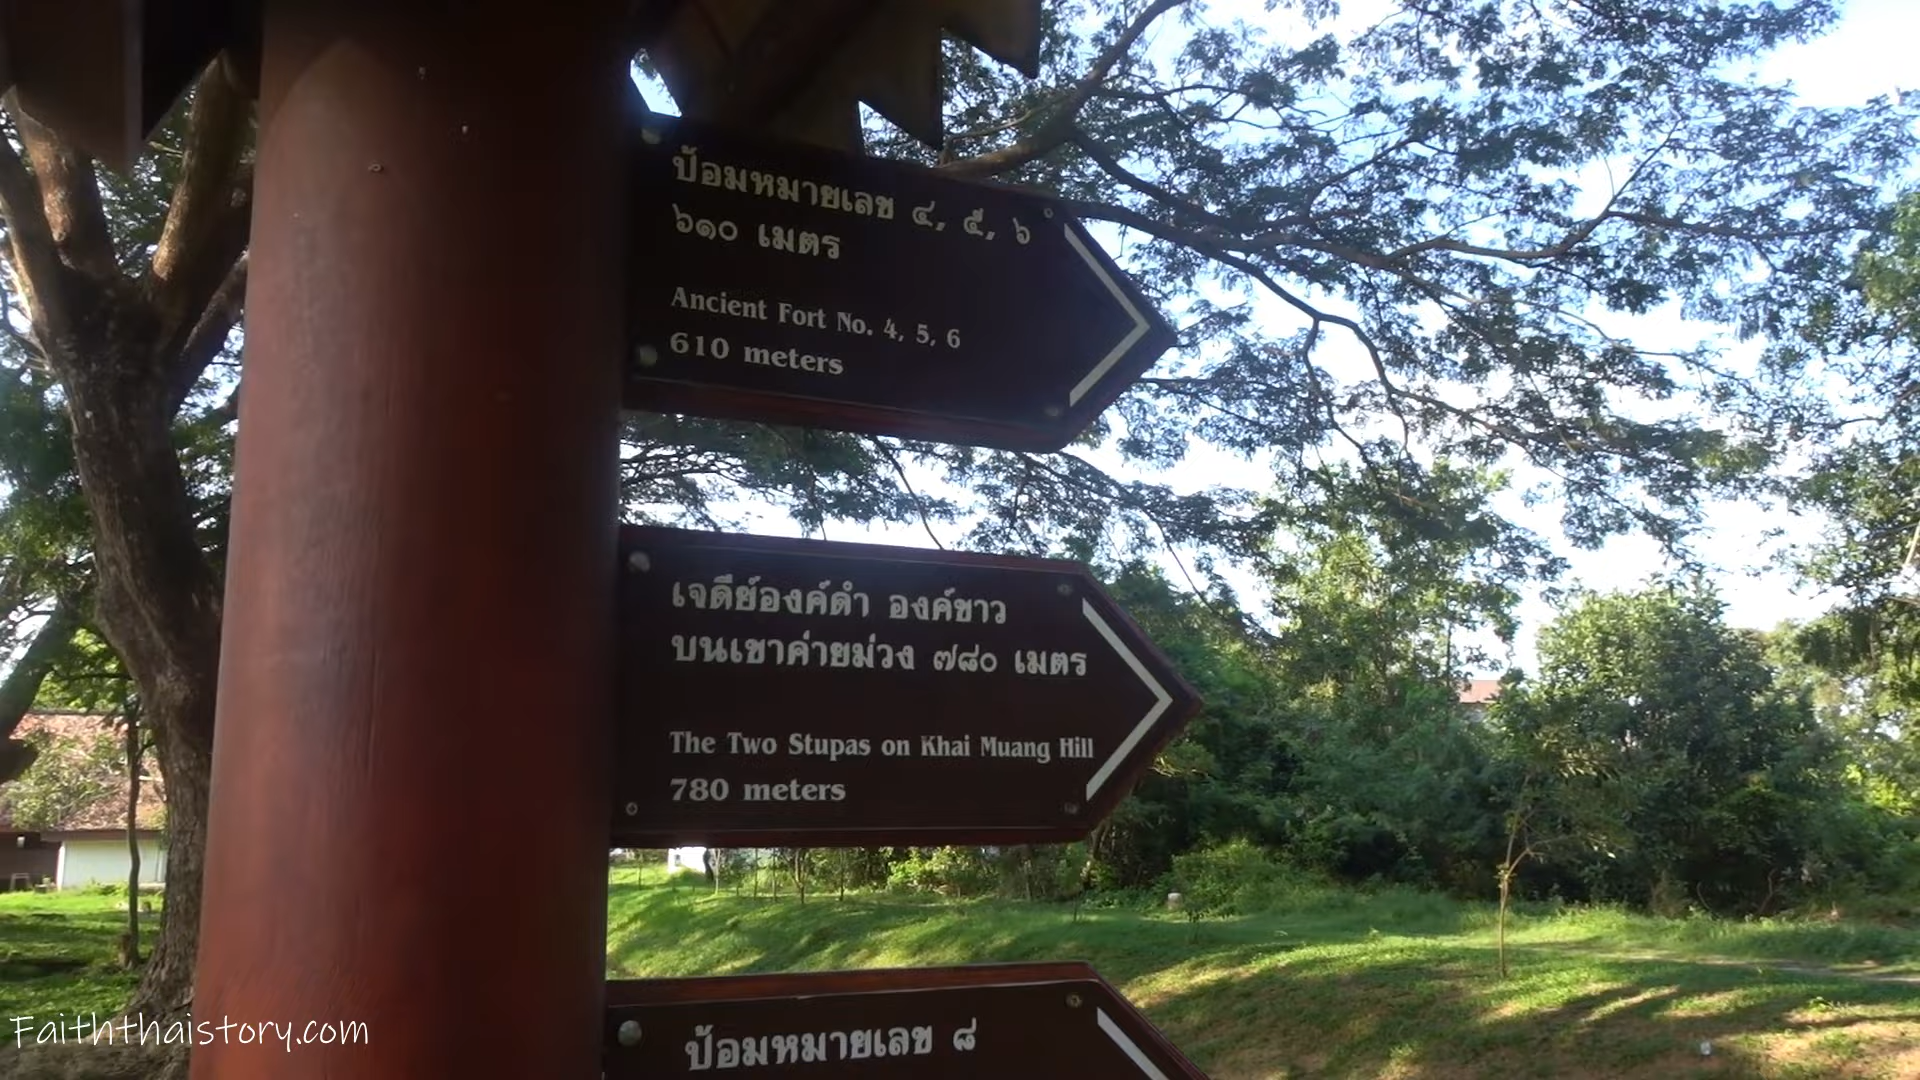 ป้อมหมายเลข ๔, ๕, ๖
๖๑๐ เมตร
Ancient Fort No. 4, 5, 6
610 meters
เจดีย์องค์ดำ องค์ขาว
บนเขาค่ายม่วง ๗๘๐ เมตร
The Two Stupas on Khai Muang Hill
780 meters
ป้อมหมายเลข ๘
Faiththaistory.com